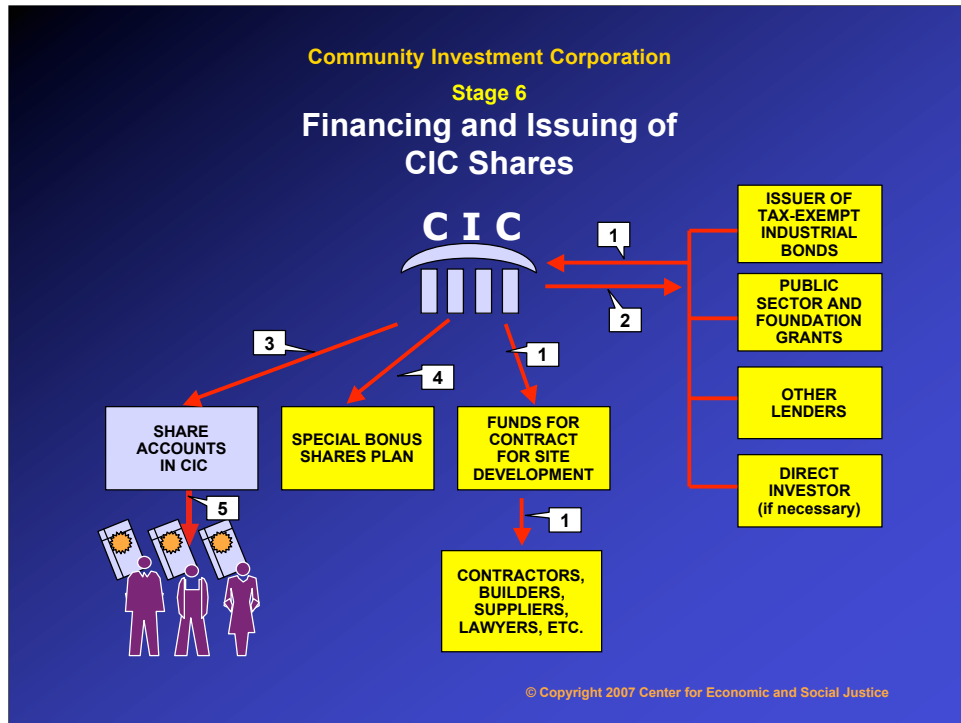 Community Investment Corporation
Stage 6
Financing and Issuing of
CIC Shares
C I C
1
2
ISSUER OF
TAX-EXEMPT
INDUSTRIAL
BONDS
PUBLIC
SECTOR AND
FOUNDATION
GRANTS
OTHER
LENDERS
DIRECT
INVESTOR
(if necessary)
3
4
1
SHARE
ACCOUNTS
IN CIC
SPECIAL BONUS
SHARES PLAN
FUNDS FOR
CONTRACT
FOR SITE
DEVELOPMENT
5
1
CONTRACTORS,
BUILDERS,
SUPPLIERS,
LAWYERS, ETC.
© Copyright 2007 Center for Economic and Social Justice